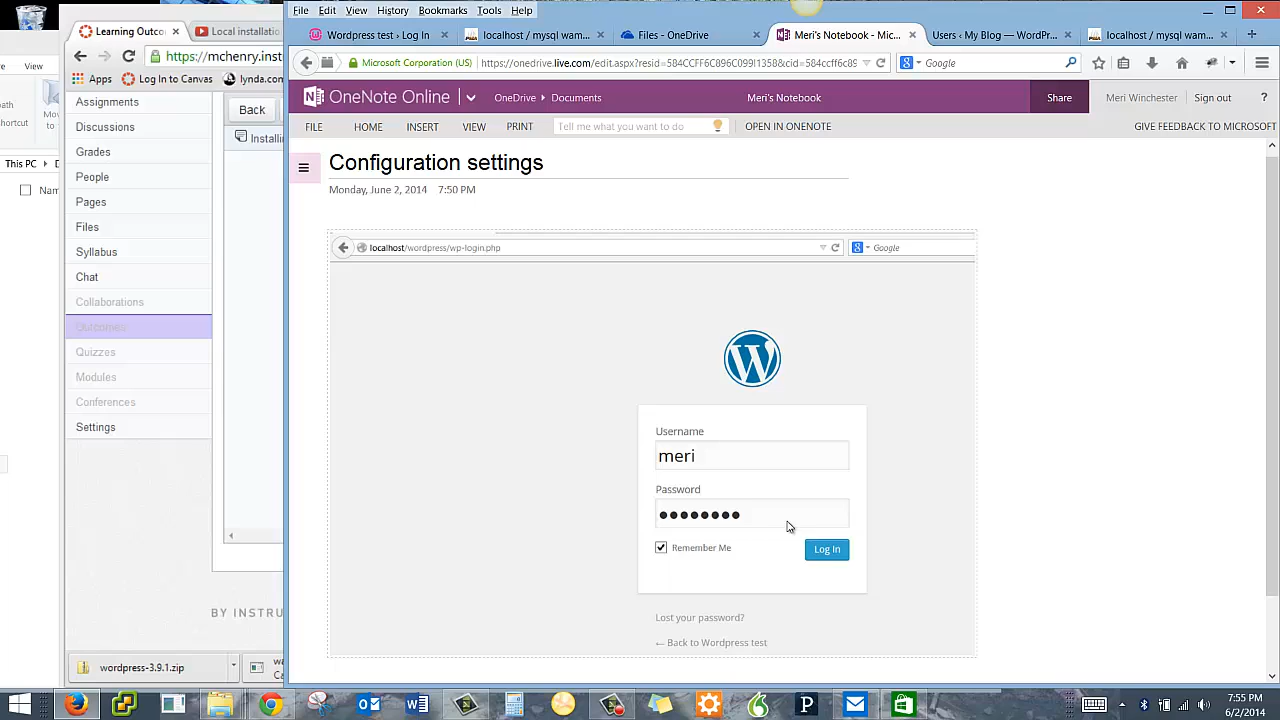 File Edit View History Bookmarks Tools Help
Learning Outco
Local installatio
Wordpress test › Log In
localhost / mysql wam...
Files - OneDrive
Meri's Notebook - Mic...
Users ‹ My Blog — WordPr...
localhost / mysql wam...
https://mchenry.inst
Microsoft Corporation (US)
https://onedrive.live.com/edit.aspx?resid=584CCFF6C896C99I!1358&cid=584ccff6c89
Google
Apps
Log In to Canvas
lynda.com
OneNote Online
OneDrive
Documents
Meri's Notebook
Share
Meri Winchester
Sign out
?
View
This PC
Nam
Assignments
Discussions
Grades
People
Pages
Files
Syllabus
Chat
Collaborations
Outcomes
Quizzes
Modules
Conferences
Settings
Back
Installi
FILE HOME INSERT VIEW PRINT
Tell me what you want to do
OPEN IN ONENOTE
GIVE FEEDBACK TO MICROSOFT
Configuration settings
Monday, June 2, 2014 7:50 PM
localhost/wordpress/wp-login.php
Google
Username
meri
Password
Remember Me
Log In
Lost your password?
← Back to Wordpress test
BY INSTRU
wordpress-3.9.1.zip
7:55 PM
6/2/2014